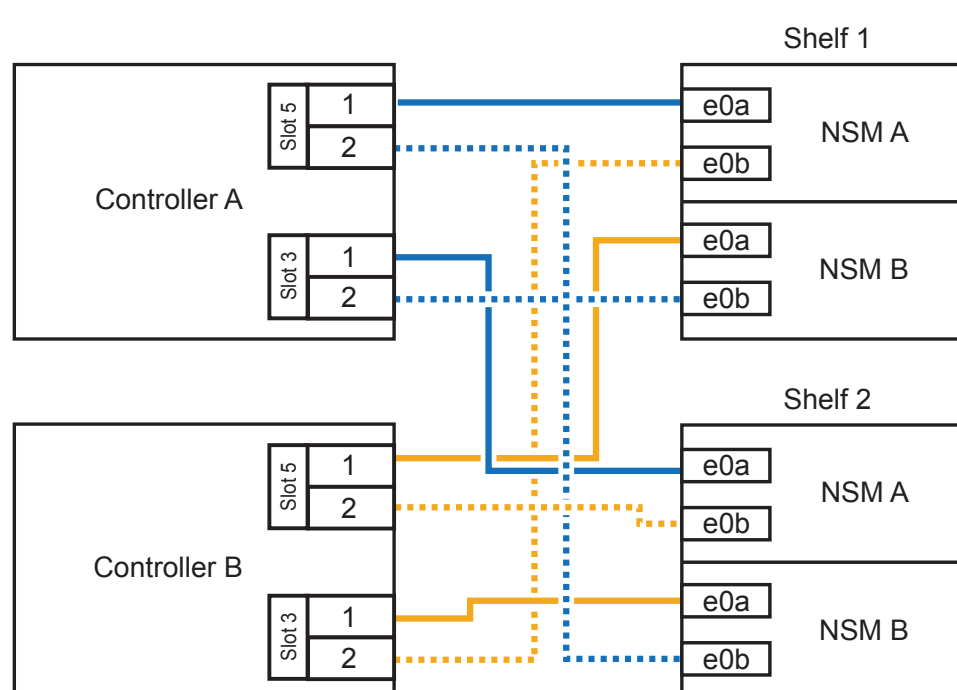 Shelf 1
Controller A
Slot 5
1
2
Slot 3
1
2
e0a
e0b
NSM A
e0a
e0b
NSM B
Shelf 2
Controller B
Slot 5
1
2
Slot 3
1
2
e0a
e0b
NSM A
e0a
e0b
NSM B